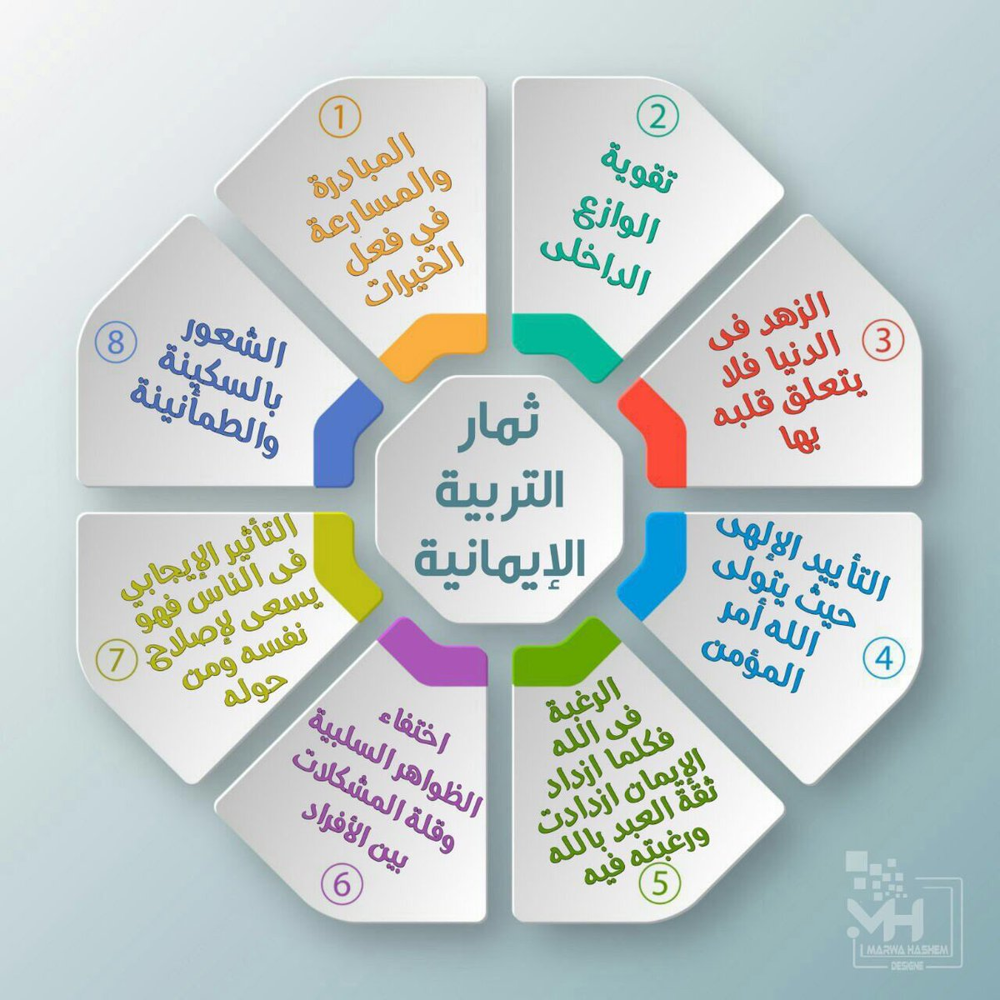 ثمار
التربية
الإيمانية
1
المبادرة
والمسارعة
في فعل
الخيرات
2
تقوية
الوازع
الداخلى
3
الزهد فى
الدنيا فلا
يتعلق قلبه
بها
4
التأييد الإلهى
حيث يتولى
الله أمر
المؤمن
5
الرغبة
فى الله
فكلما ازداد
الإيمان ازدادت
ثقة العبد بالله
ورغبته فيه
6
اختفاء
الظواهر السلبية
وقلة المشكلات
بين الأفراد
7
التأثير الإيجابي
فى الناس فهو
يسعى لإصلاح
نفسه ومن
حوله
8
الشعور
بالسكينة
والطمأنينة
MH
MARWA HASHEM
DESIGNE